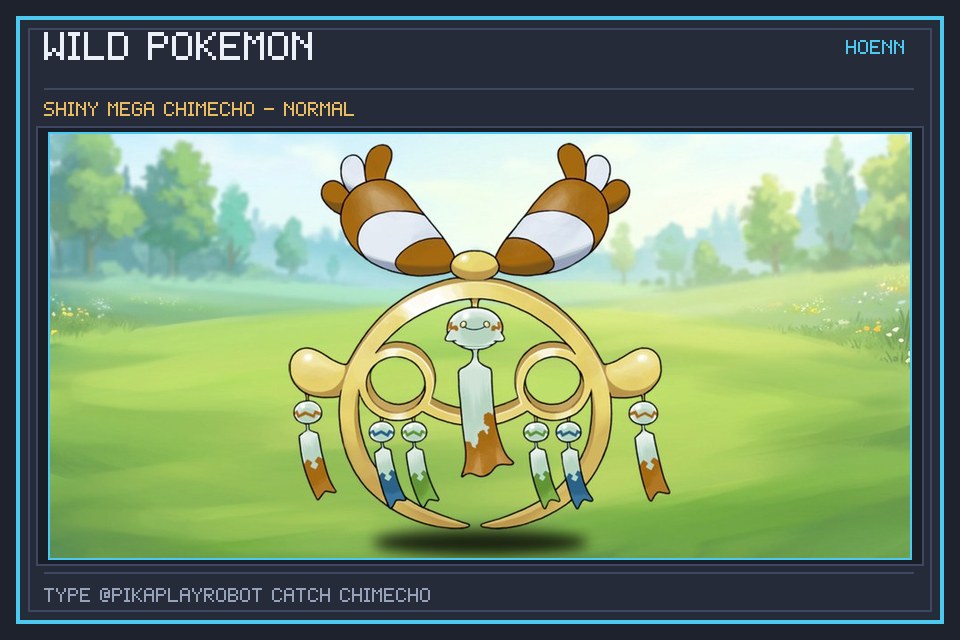 WILD POKEMON
HOENN
SHINY MEGA CHIMECHO - NORMAL
TYPE @PIKAPLAYROBOT CATCH CHIMECHO